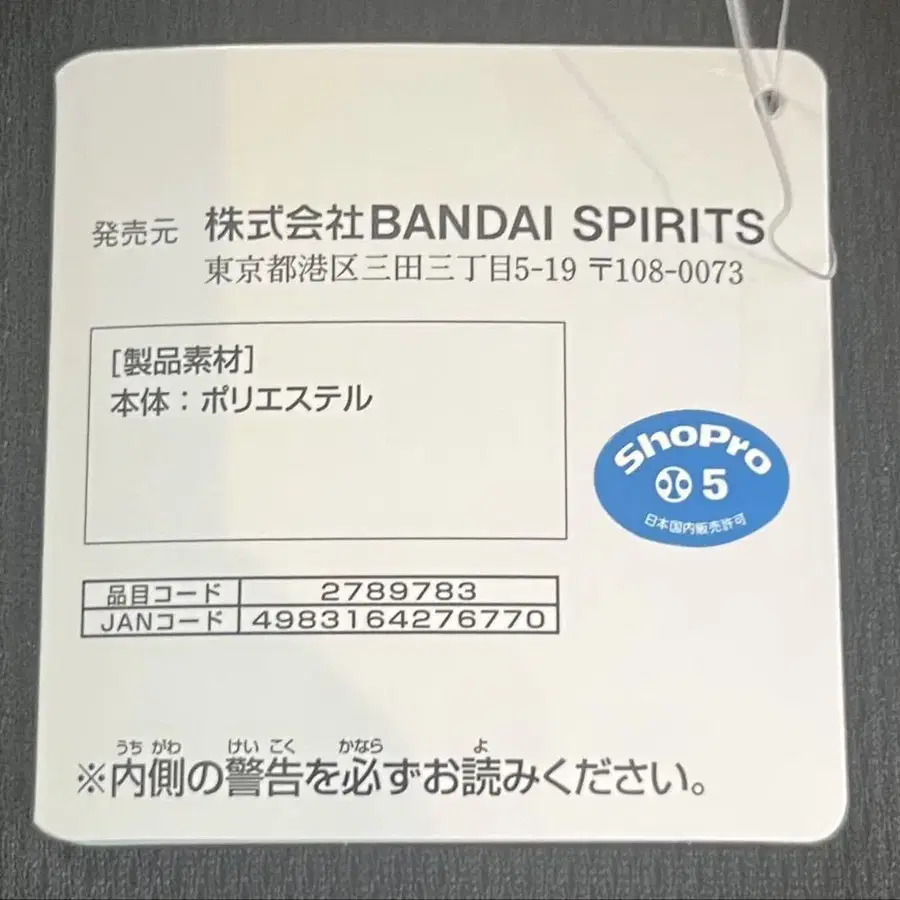 発売元 株式会社BANDAI SPIRITS
東京都港区三田三丁目5-19 〒108-0073
[製品素材]
本体：ポリエステル
ShoPro
5
日本国内販売許可
品目コード 2789783
JANコード 4983164276770
うち がわ けい こく かなら よ
※内側の警告を必ずお読みください。